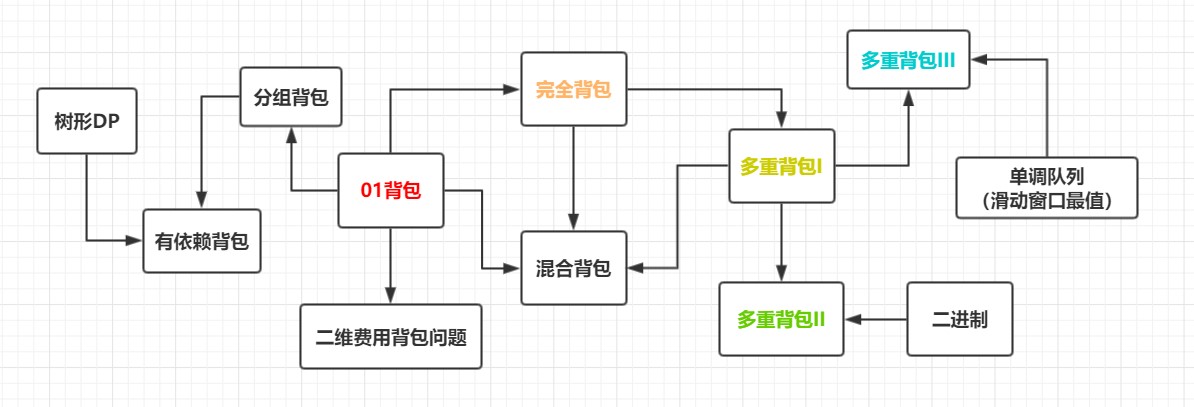 多重背包III
完全背包
分组背包
树形DP
多重背包I
单调队列
（滑动窗口最值）
01背包
有依赖背包
混合背包
多重背包II
二进制
二维费用背包问题